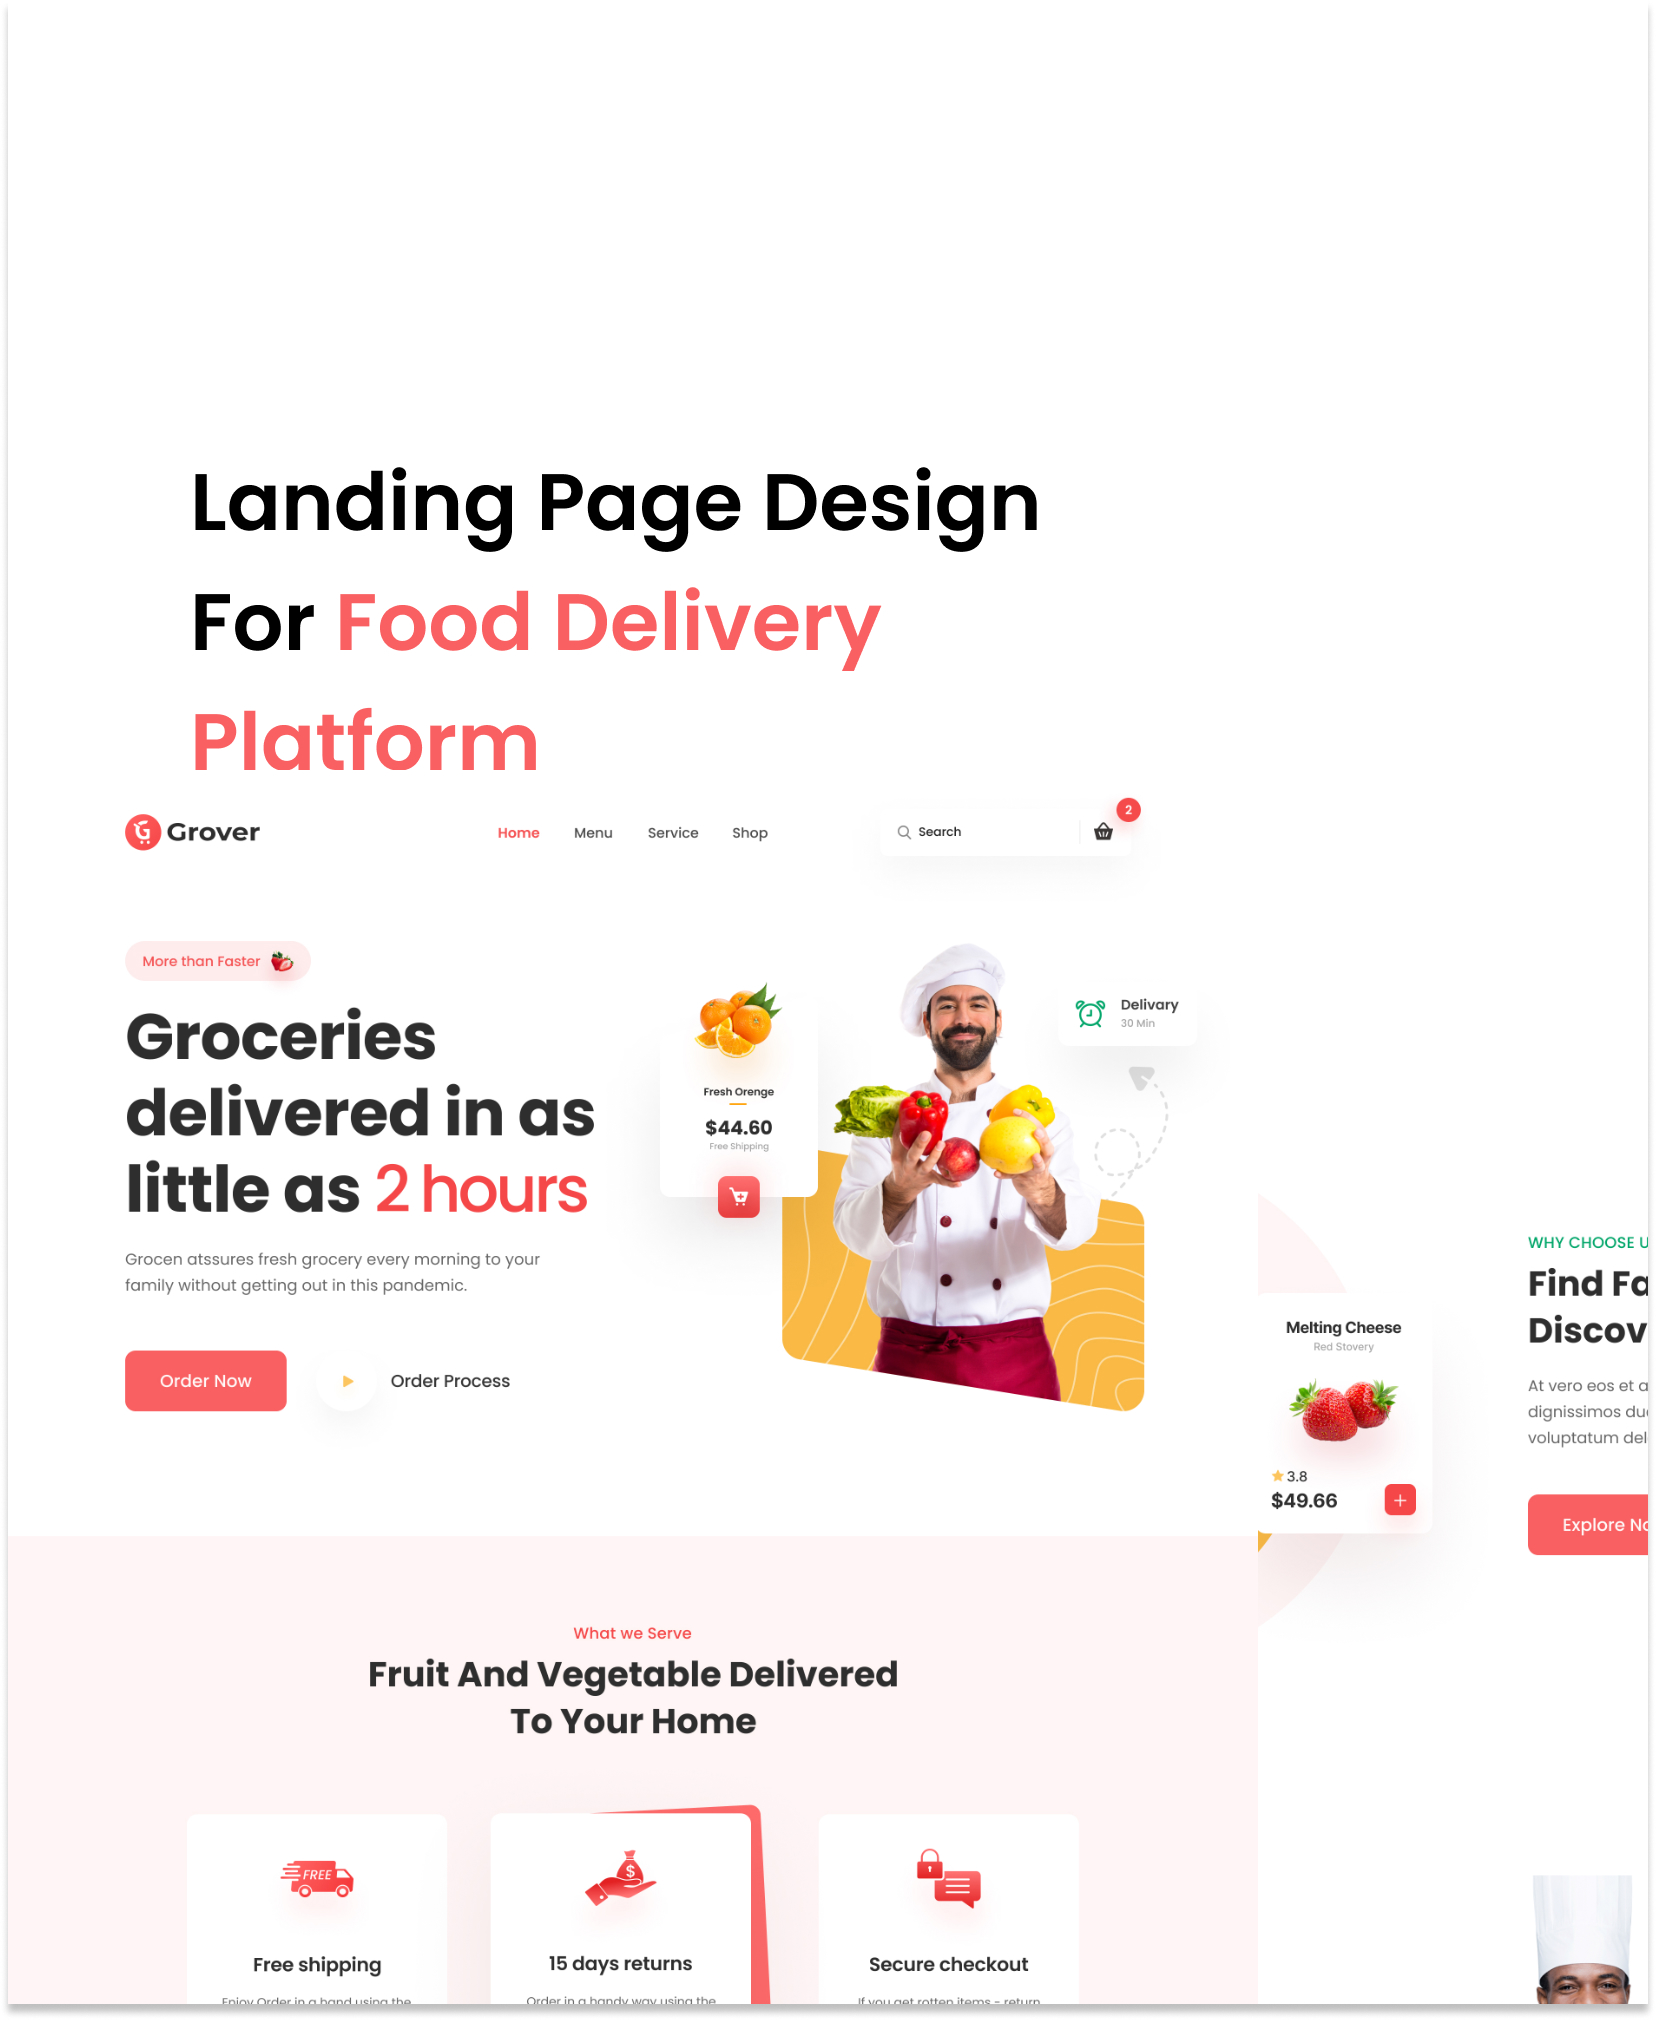 Landing Page Design
For Food Delivery
Platform
Grover
Home Menu Service Shop
Search
2
More than Faster
Groceries
delivered in as
little as 2 hours
Grocen atssures fresh grocery every morning to your
family without getting out in this pandemic.
Order Now
Order Process
Fresh Orenge
$44.60
Free Shipping
Delivary
30 Min
WHY CHOOSE U
Find Fa
Discov
At vero eos et a
dignissimos du
voluptatum del
Explore No
Melting Cheese
Red Stovery
3.8
$49.66
What we Serve
Fruit And Vegetable Delivered
To Your Home
FREE
Free shipping
Enjoy Order in a hand using the
$
15 days returns
Order in a handy way using the
Secure checkout
If you get rotten items - return